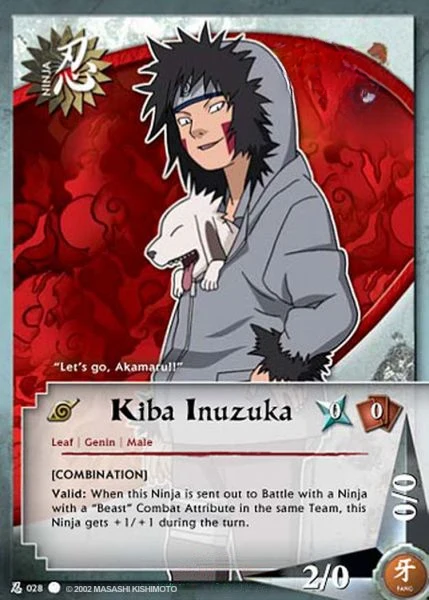 忍
NINJA
"Let's go, Akamaru!!"
Kiba Inuzuka
0
0
Leaf | Genin | Male
[COMBINATION]
Valid: When this Ninja is sent out to Battle with a Ninja
with a "Beast" Combat Attribute in the same Team, this
Ninja gets +1/+1 during the turn.
0/0
2/0
牙
FANG
忍 028 © 2002 MASASHI KISHIMOTO